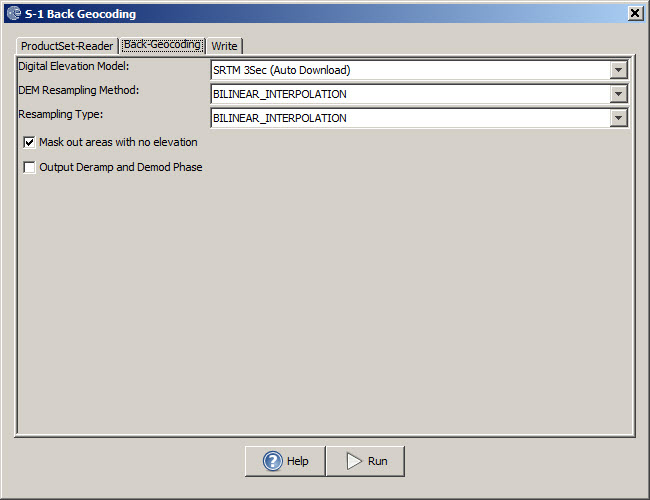 S-1 Back Geocoding
ProductSet-Reader Back-Geocoding Write
Digital Elevation Model: SRTM 3Sec (Auto Download)
DEM Resampling Method: BILINEAR_INTERPOLATION
Resampling Type: BILINEAR_INTERPOLATION
Mask out areas with no elevation
Output Deramp and Demod Phase
Help Run